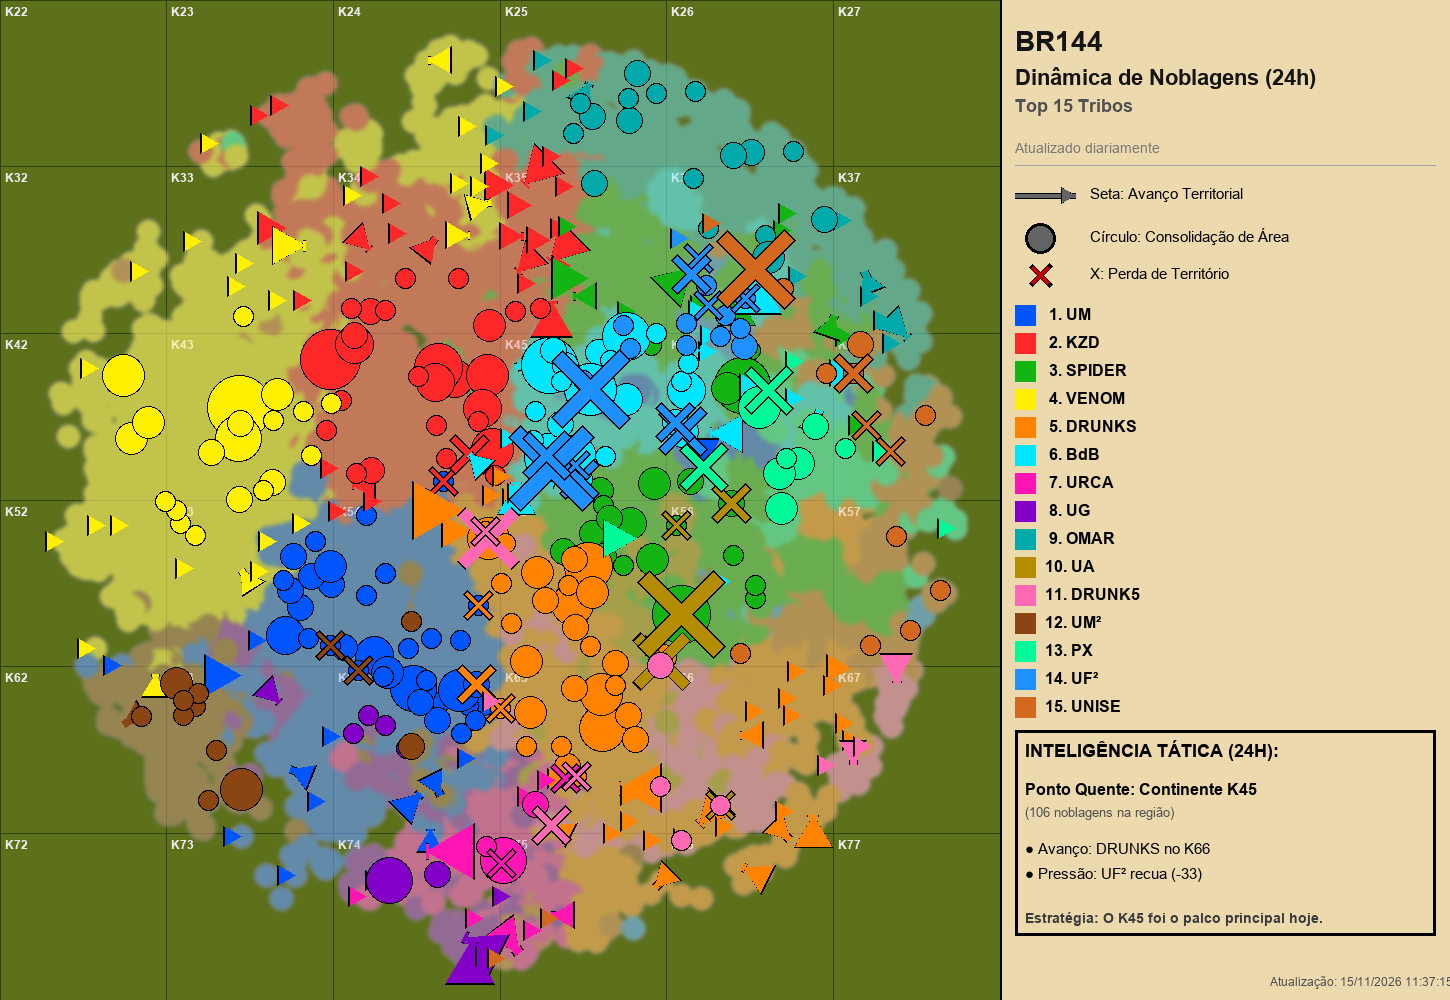 K22
K23
K24
K25
K26
K27
K32
K33
K34
K35
K37
K42
K43
K45
K52
K54
K56
K57
K62
K67
K72
K73
K74
K77
BR144
Dinâmica de Noblagens (24h)
Top 15 Tribos
Atualizado diariamente
Seta: Avanço Territorial
Círculo: Consolidação de Área
X: Perda de Território
1. UM
2. KZD
3. SPIDER
4. VENOM
5. DRUNKS
6. BdB
7. URCA
8. UG
9. OMAR
10. UA
11. DRUNK5
12. UM²
13. PX
14. UF²
15. UNISE
INTELIGÊNCIA TÁTICA (24H):
Ponto Quente: Continente K45
(106 noblagens na região)
● Avanço: DRUNKS no K66
● Pressão: UF² recua (-33)
Estratégia: O K45 foi o palco principal hoje.
Atualização: 15/11/2026 11:37:15